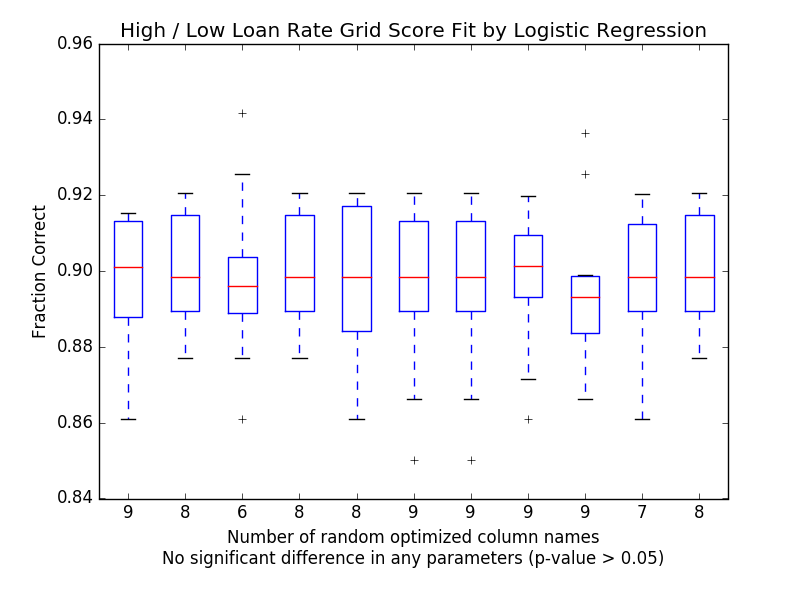 High / Low Loan Rate Grid Score Fit by Logistic Regression
0.96
0.94
0.92
0.90
0.88
0.86
0.84
Fraction Correct
9 8 6 8 8 9 9 9 9 7 8
Number of random optimized column names
No significant difference in any parameters (p-value > 0.05)